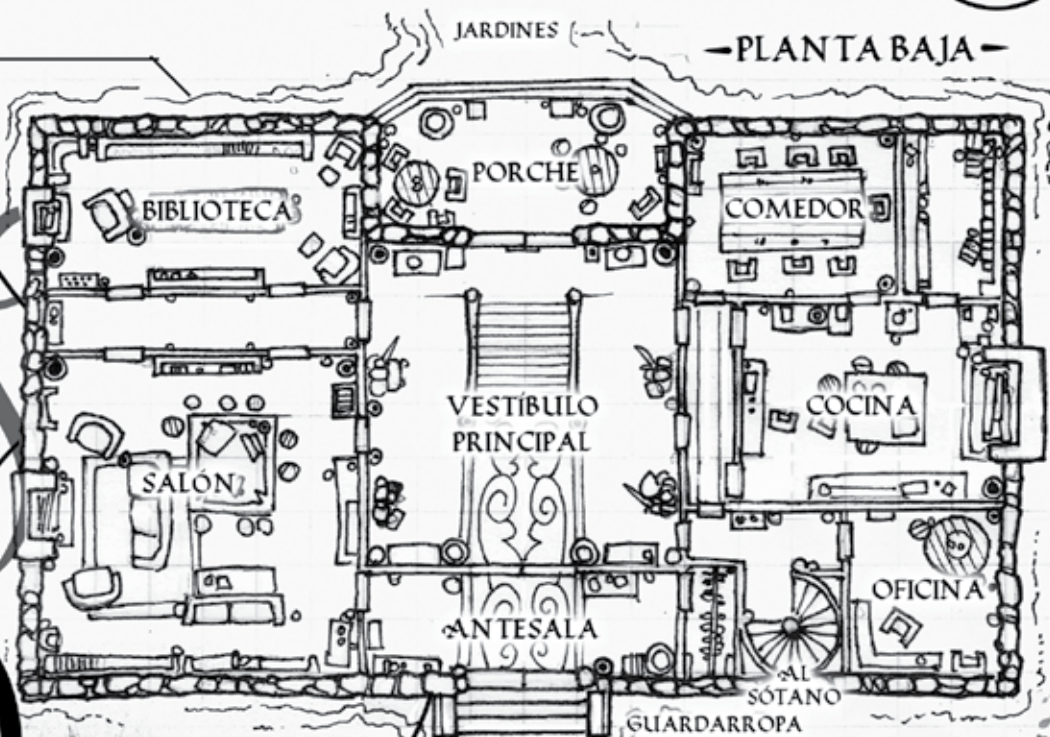 JARDINES
PLANTA BAJA
PORCHE
BIBLIOTECA
COMEDOR
VESTÍBULO
PRINCIPAL
COCINA
SALÓN
OFICINA
ANTESALA
AL
SÓTANO
GUARDARROPA